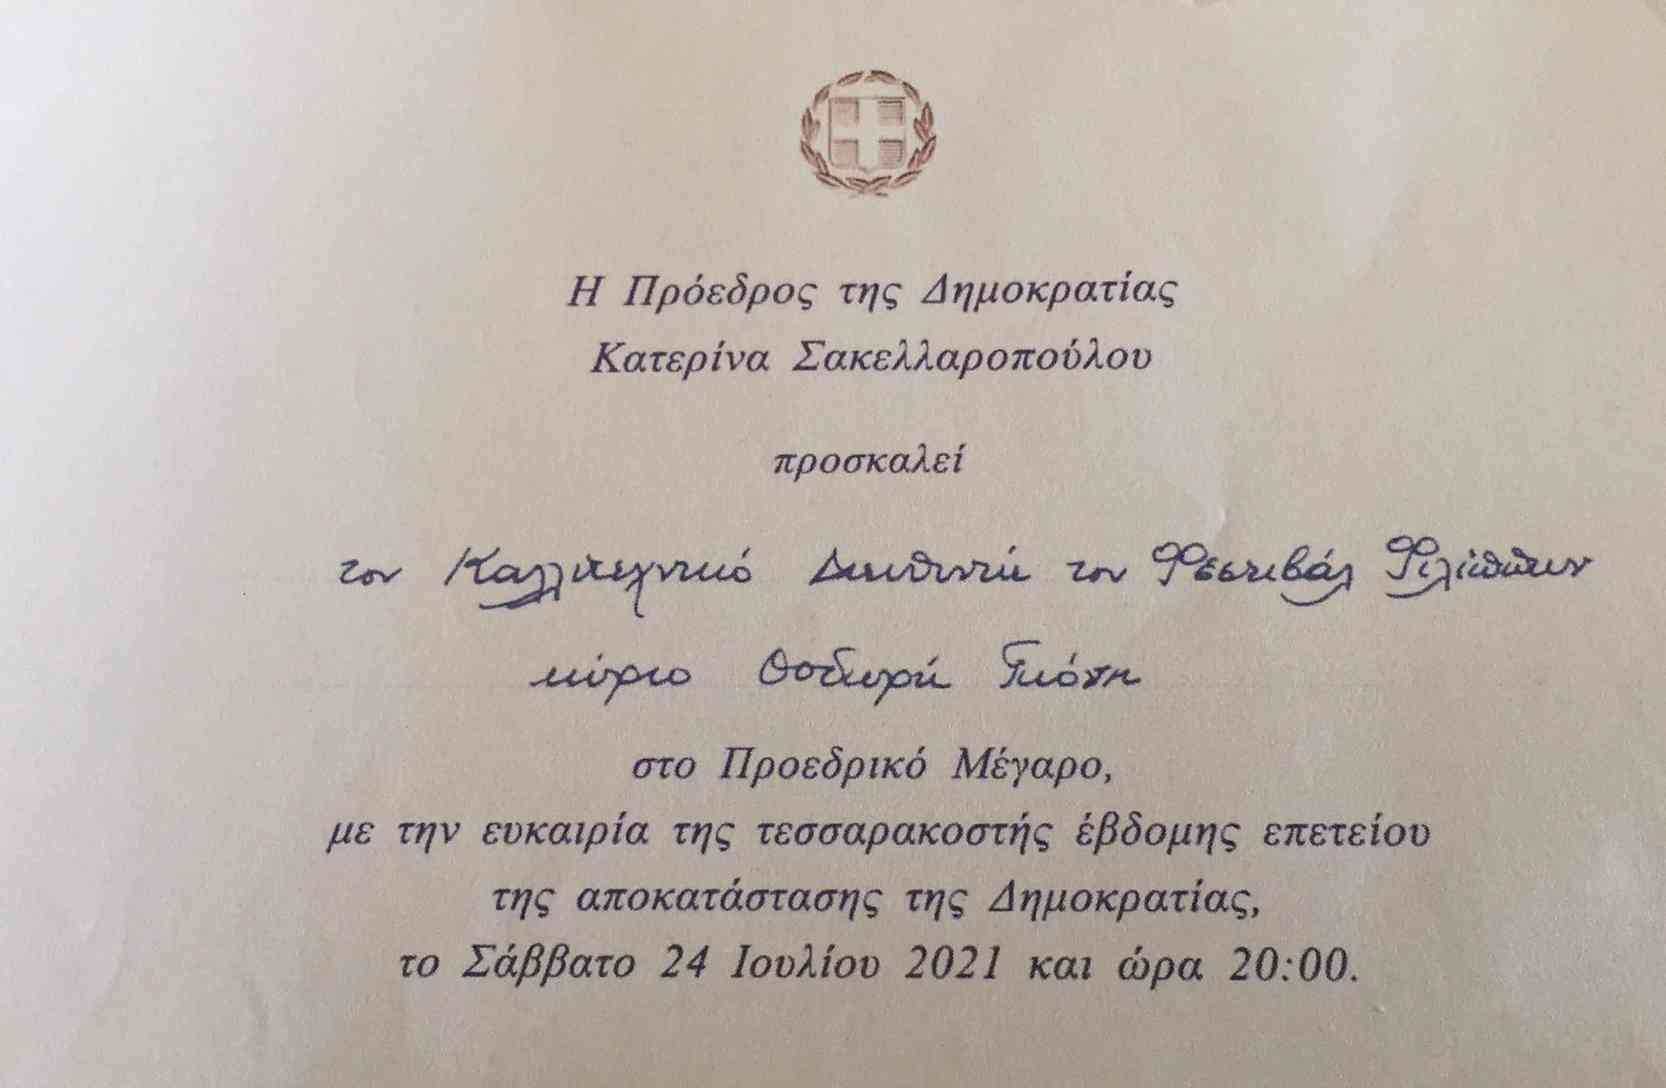 Η Πρόεδρος της Δημοκρατίας
Κατερίνα Σακελλαροπούλου
προσκαλεί
τον Καλλιτεχνικό Διευθυντή του Φεστιβάλ Φιλίππων
κύριο Θοδωρή Γκόνη
στο Προεδρικό Μέγαρο,
με την ευκαιρία της τεσσαρακοστής έβδομης επετείου
της αποκατάστασης της Δημοκρατίας,
το Σάββατο 24 Ιουλίου 2021 και ώρα 20:00.